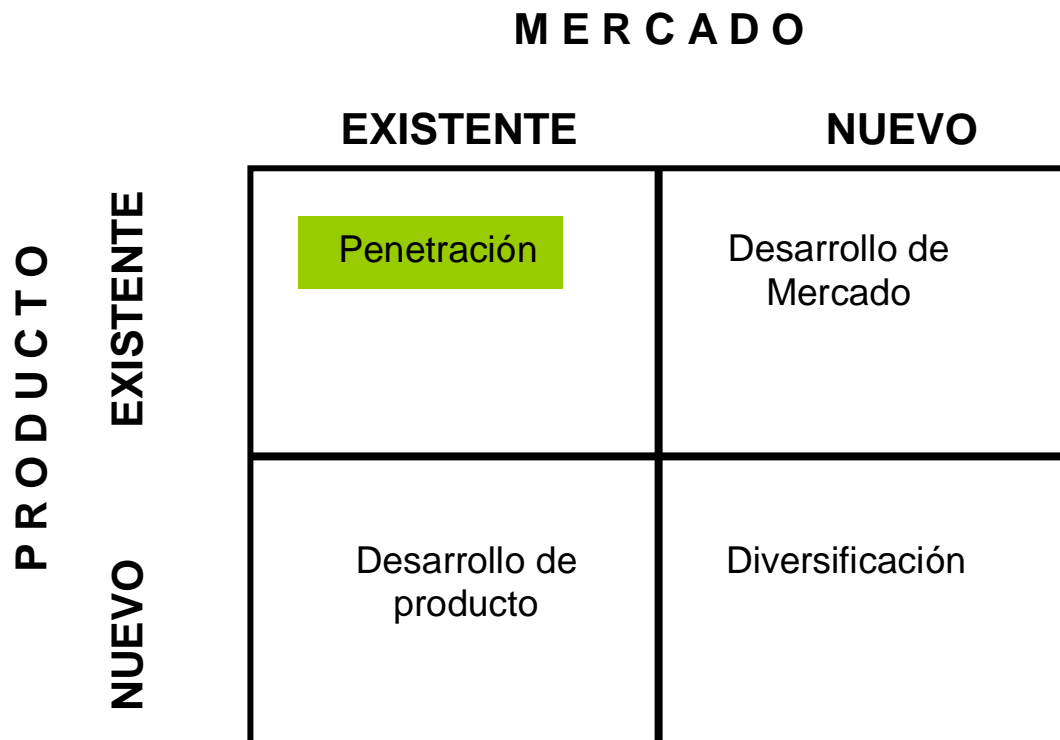 M E R C A D O
EXISTENTE NUEVO
P R O D U C T O
EXISTENTE
Penetración
Desarrollo de
Mercado
NUEVO
Desarrollo de
producto
Diversificación